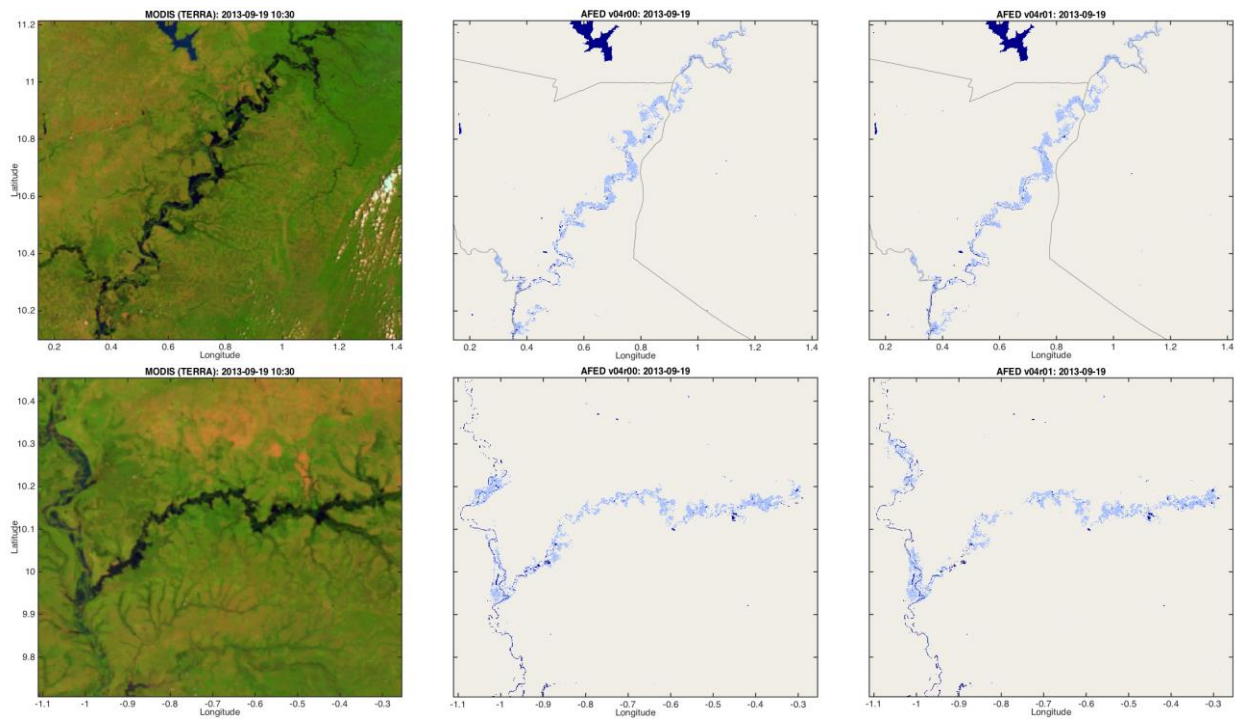 MODIS (TERRA): 2013-09-19 10:30
11.2
11
10.8
10.6
10.4
10.2
Latitude
0.2 0.4 0.6 0.8 1 1.2 1.4
Longitude
AFED v04r00: 2013-09-19
0.2 0.4 0.6 0.8 1 1.2 1.4
Longitude
AFED v04r01: 2013-09-19
0.2 0.4 0.6 0.8 1 1.2 1.4
Longitude
MODIS (TERRA): 2013-09-19 10:30
10.4
10.3
10.2
10.1
10
9.9
9.8
Latitude
-1.1 -1 -0.9 -0.8 -0.7 -0.6 -0.5 -0.4 -0.3
Longitude
AFED v04r00: 2013-09-19
-1.1 -1 -0.9 -0.8 -0.7 -0.6 -0.5 -0.4 -0.3
Longitude
AFED v04r01: 2013-09-19
-1.1 -1 -0.9 -0.8 -0.7 -0.6 -0.5 -0.4 -0.3
Longitude